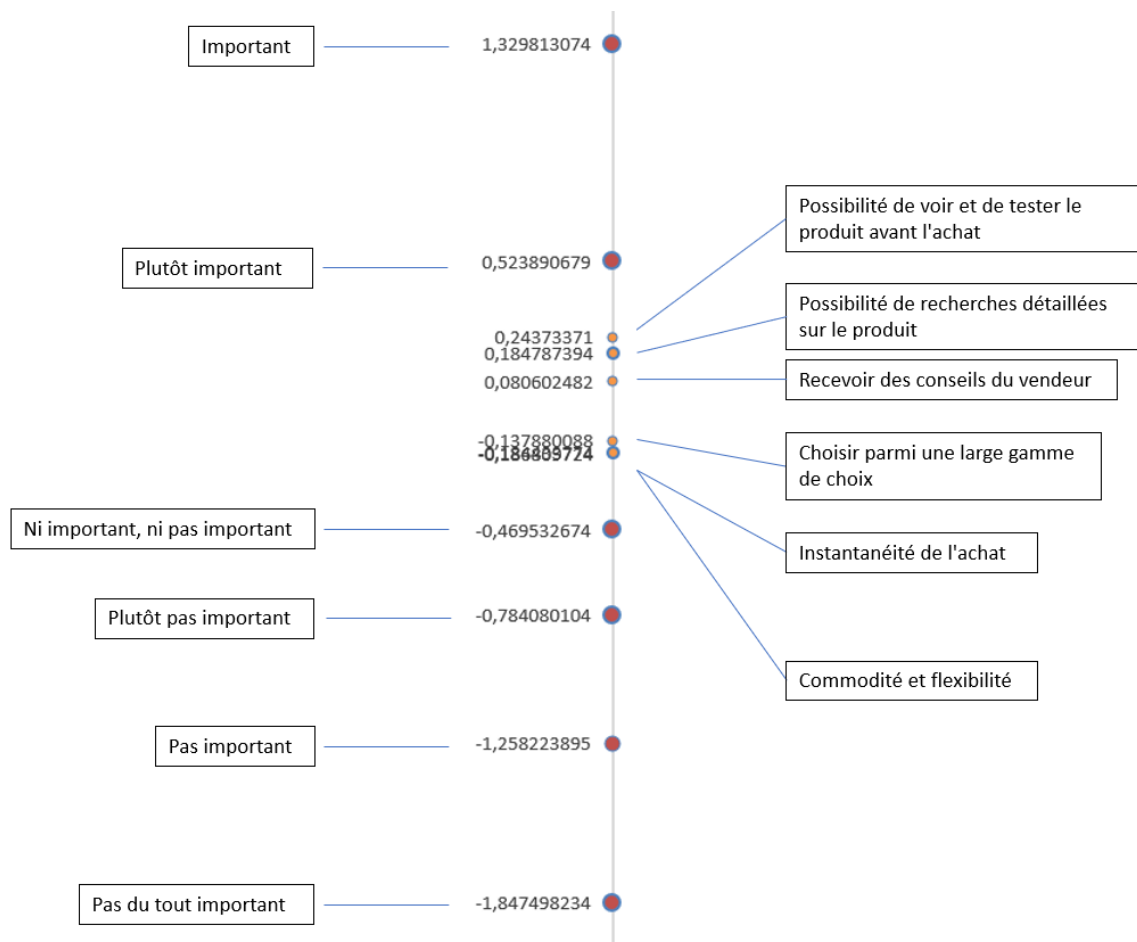 Important
1,329813074
Possibilité de voir et de tester le
produit avant l'achat
Plutôt important
0,523890679
Possibilité de recherches détaillées
sur le produit
0,24373371
0,184787394
0,080602482
Recevoir des conseils du vendeur
-0,137880088
Choisir parmi une large gamme
de choix
Ni important, ni pas important
-0,469532674
Instantanéité de l'achat
Plutôt pas important
-0,784080104
Commodité et flexibilité
Pas important
-1,258223895
Pas du tout important
-1,847498234